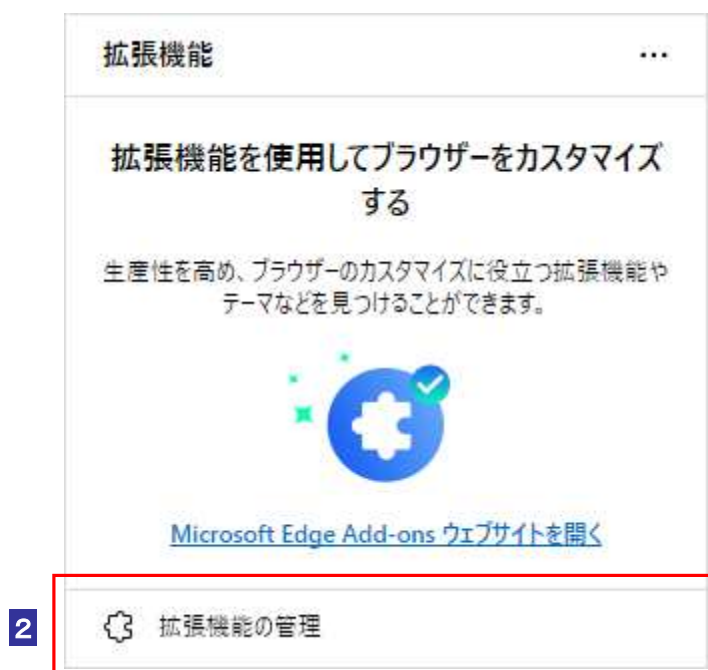 拡張機能 …
拡張機能を使用してブラウザーをカスタマイズ
する
生産性を高め、ブラウザーのカスタマイズに役立つ拡張機能や
テーマなどを見つけることができます。
Microsoft Edge Add-ons ウェブサイトを開く
2 拡張機能の管理